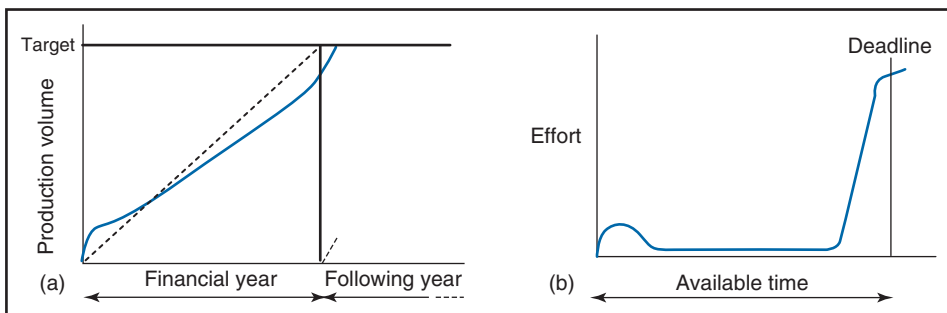 Target
Production volume
(a)
Financial year
Following year
Deadline
Effort
(b)
Available time